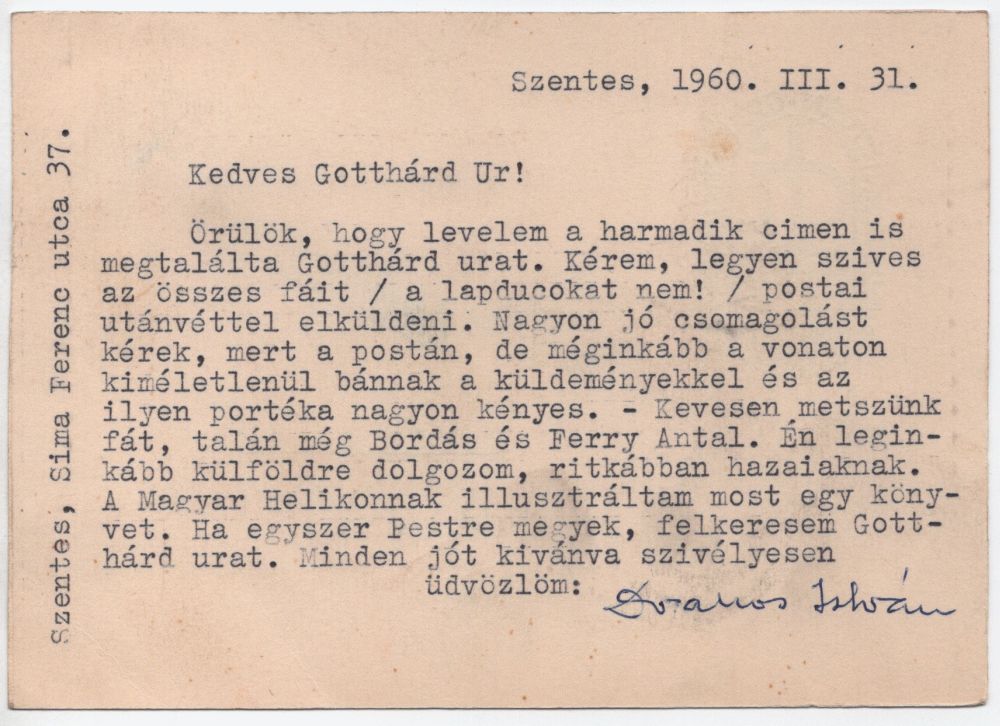 Szentes, 1960. III. 31.
Kedves Gotthárd Ur!
Örülök, hogy levelem a harmadik cimen is
megtalálta Gotthárd urat. Kérem, legyen szives
az összes fáit / a lapducokat nem! / postai
utánvéttel elküldeni. Nagyon jó csomagolást
kérek, mert a postán, de méginkább a vonaton
kiméletlenül bánnak a küldeményekkel és az
ilyen portéka nagyon kényes. - Kevesen metszünk
fát, talán még Bordás és Ferry Antal. Én legin-
kább külföldre dolgozom, ritkábban hazaiaknak.
A Magyar Helikonnak illusztráltam most egy köny-
vet. Ha egyszer Pestre megyek, felkeresem Gott-
hárd urat. Minden jót kivánva szivélyesen
üdvözlöm:
István
Szentes, Sima Ferenc utca 37.